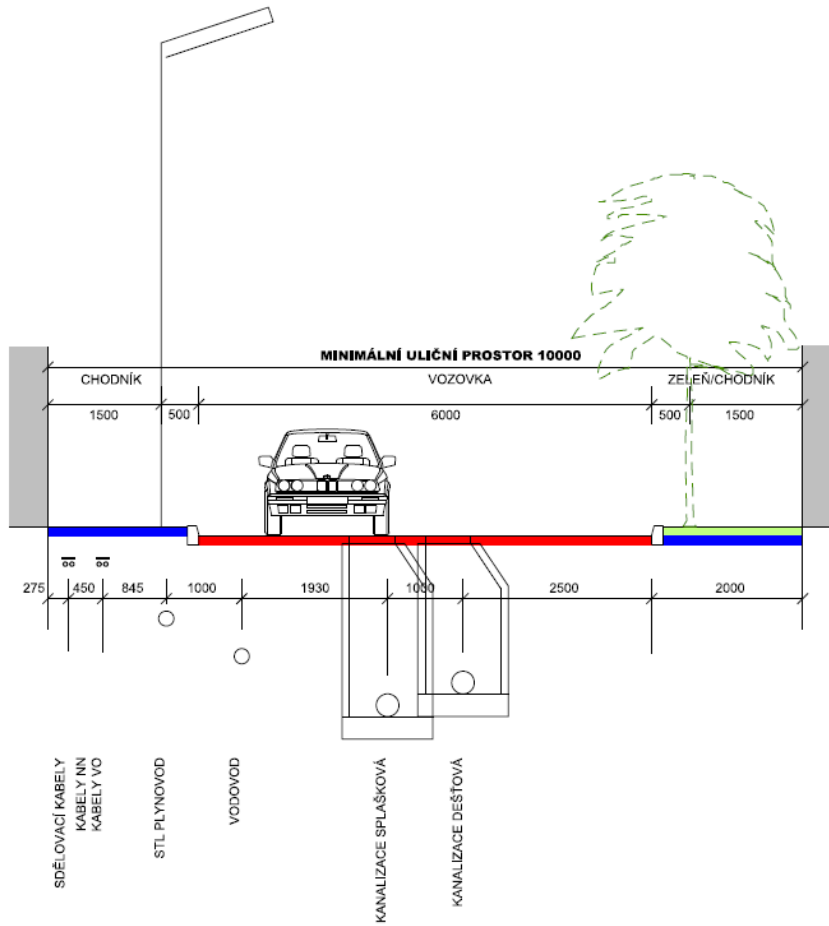 MINIMÁLNÍ ULIČNÍ PROSTOR 10000
CHODNÍK
VOZOVKA
ZELEŇ/CHODNÍK
1500
500
6000
500
1500
275
450
845
1000
1930
1000
2500
2000
SDĚLOVACÍ KABELY
KABELY NN
KABELY VO
STL PLYNOVOD
VODOVOD
KANALIZACE SPLAŠKOVÁ
KANALIZACE DEŠŤOVÁ